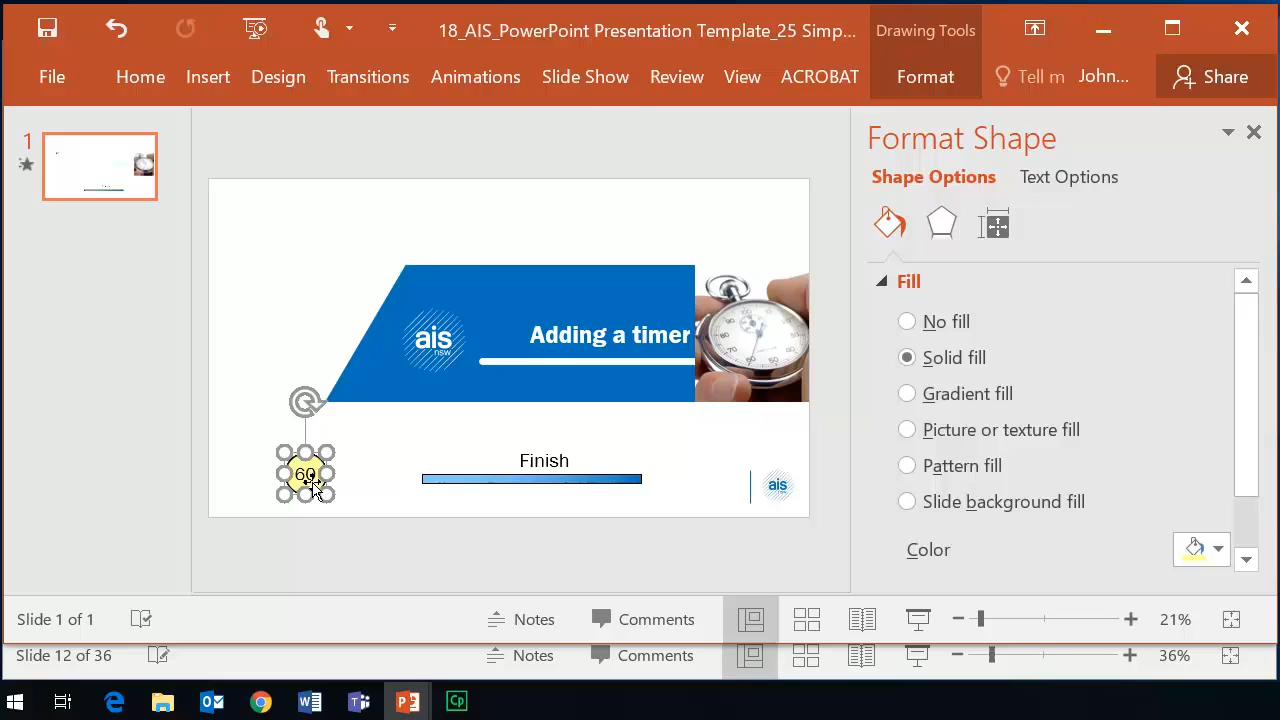 18_AIS_PowerPoint Presentation Template_25 Simp...
Drawing Tools
File
Home
Insert
Design
Transitions
Animations
Slide Show
Review
View
ACROBAT
Format
Tell m
John...
Share
1
Format Shape
Shape Options
Text Options
Fill
No fill
Solid fill
Gradient fill
Picture or texture fill
Pattern fill
Slide background fill
Color
ais
nsw
Adding a timer
60
Finish
ais
Slide 1 of 1
Notes
Comments
21%
Slide 12 of 36
Notes
Comments
36%
Cp